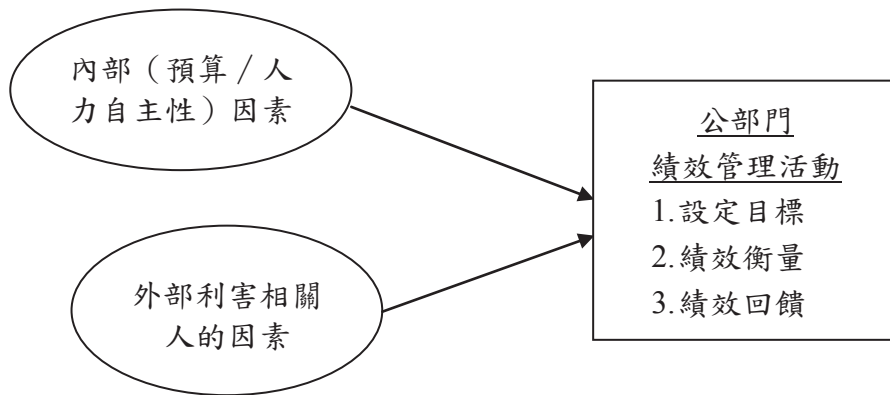 內部（預算／人
力自主性）因素
外部利害相關
人的因素
公部門
績效管理活動
1.設定目標
2.績效衡量
3.績效回饋